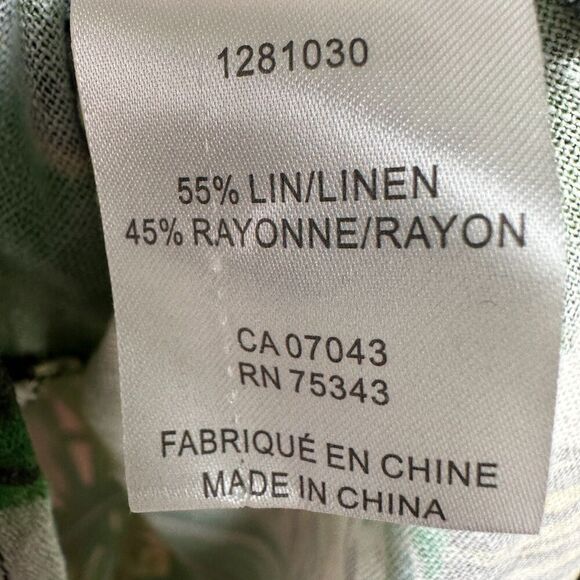 1281030
55% LIN/LINEN
45% RAYONNE/RAYON
CA 07043
RN 75343
FABRIQUÉ EN CHINE
MADE IN CHINA